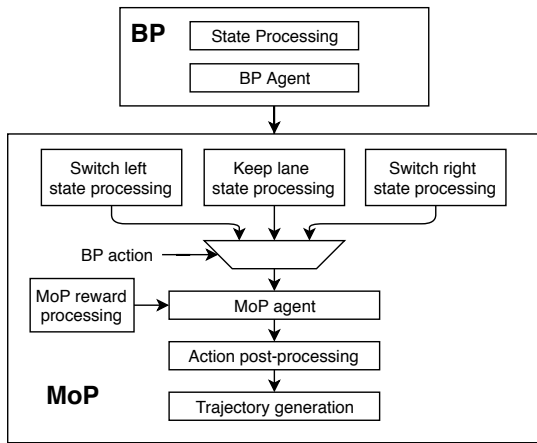 BP
State Processing
BP Agent
Switch left
state processing
Keep lane
state processing
Switch right
state processing
BP action
MoP reward
processing
MoP agent
Action post-processing
MoP
Trajectory generation